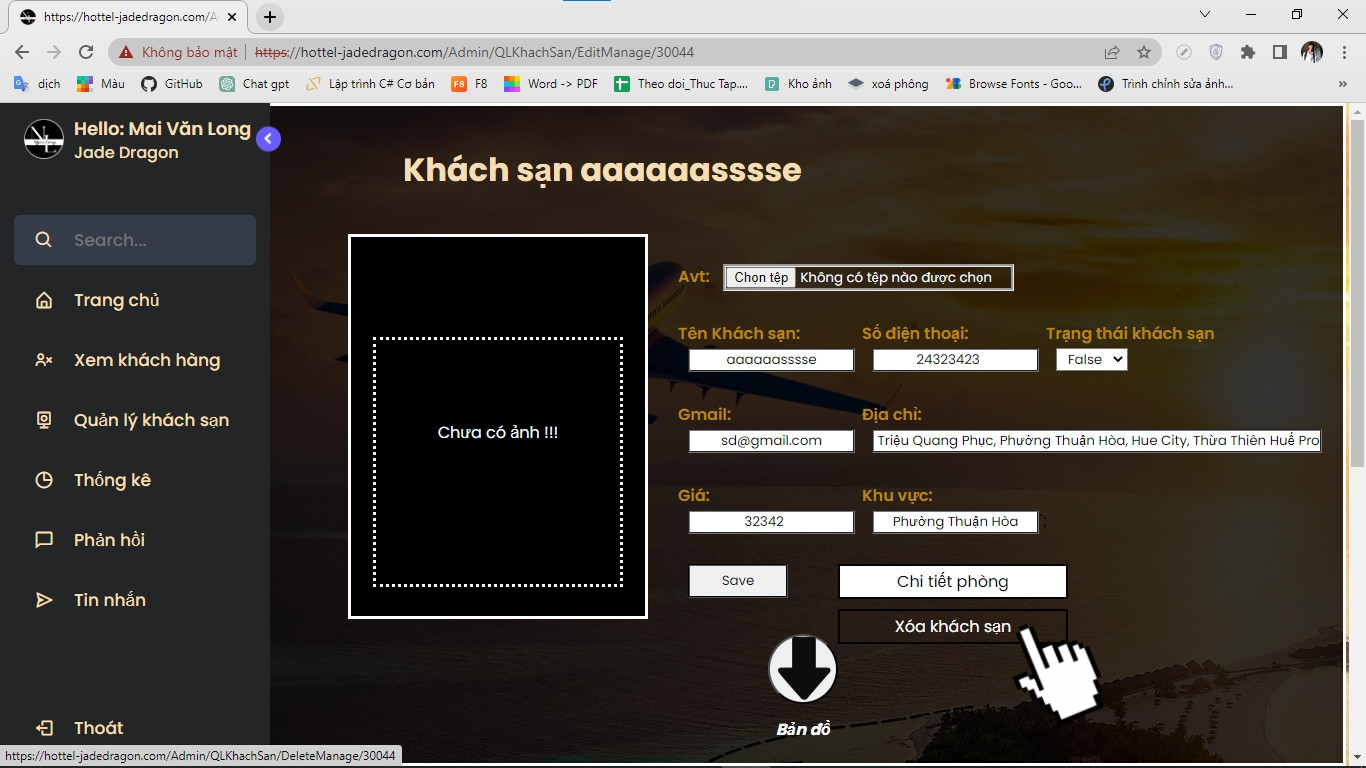 https://hottel-jadedragon.com/A
Không bảo mật
https://hottel-jadedragon.com/Admin/QLKhachSan/EditManage/30044
dịch
Màu
GitHub
Chat gpt
Lập trình C# Cơ bản
F8
F8
Word -> PDF
Theo doi_Thuc Tap...
Kho ảnh
xoá phông
Browse Fonts - Goo...
Trình chỉnh sửa ảnh...
Hello: Mai Văn Long
Jade Dragon
Search...
Trang chủ
Xem khách hàng
Quản lý khách sạn
Thống kê
Phản hồi
Tin nhắn
Thoát
Khách sạn aaaaaasssse
Chưa có ảnh !!!
Avt: Chọn tệp Không có tệp nào được chọn
Tên Khách sạn: Số điện thoại: Trạng thái khách sạn
aaaaaasssse 24323423 False
Gmail: Địa chỉ:
sd@gmail.com Triệu Quang Phục, Phường Thuận Hòa, Hue City, Thừa Thiên Huế Pro
Giá: Khu vực:
32342 Phường Thuận Hòa ;
Save Chi tiết phòng
Xóa khách sạn
Bản đồ
https://hottel-jadedragon.com/Admin/QLKhachSan/DeleteManage/30044